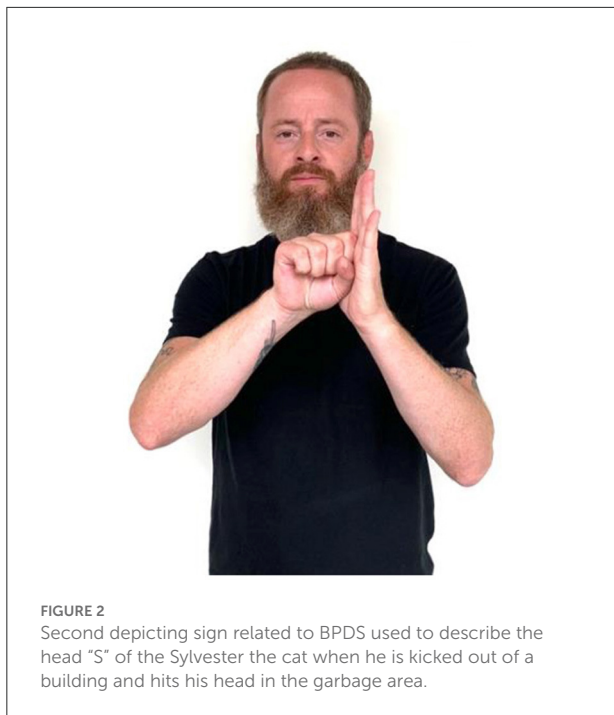 FIGURE 2
Second depicting sign related to BPDS used to describe the
head “S” of the Sylvester the cat when he is kicked out of a
building and hits his head in the garbage area.